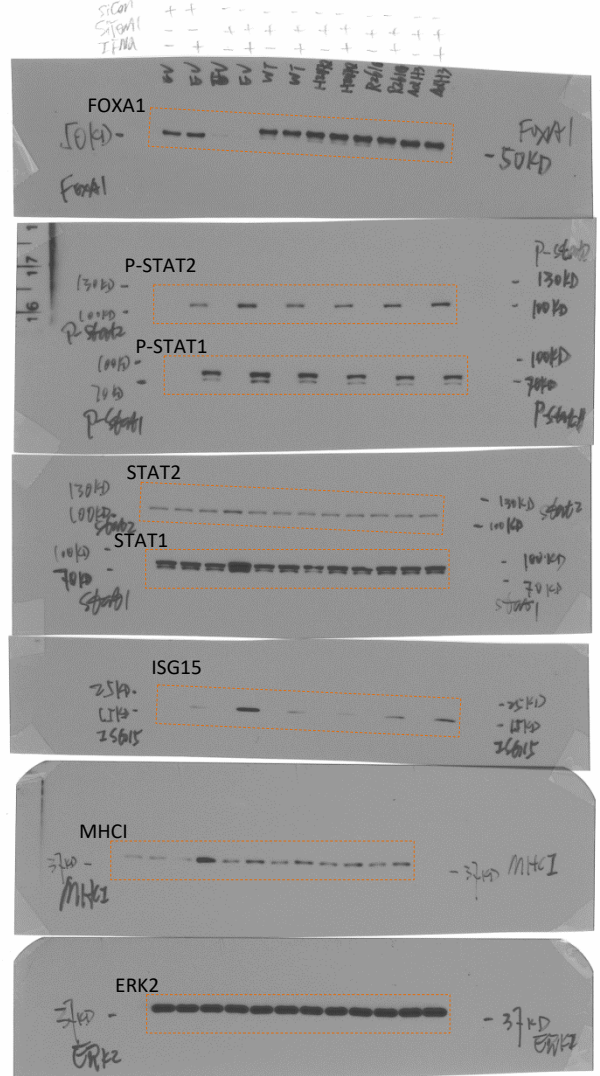 siCon + + - - - - - - - - - -
IFNα - + - + - + - + - + - +
EV EV EV EV WT WT
FOXA1
50KD - FoxA1
- 50KD
FoxA1
P-STAT2
P-Stat2
130KD - - 130KD
100KD - - 100KD
P-Stat2
P-STAT1
100KD - - 100KD
70KD - - 70KD
P-Stat1
STAT2
130KD - 130KD Stat2
100KD - - 100KD
Stat2
STAT1
100KD - - 100KD
70KD - 70KD
Stat1 Stat1
ISG15
25KD - - 25KD
15KD - - 15KD
ISG15 ISG15
MHCI
37KD - - 37KD MHCI
MHCI
ERK2
37KD - - 37KD
ERK2 ERK2